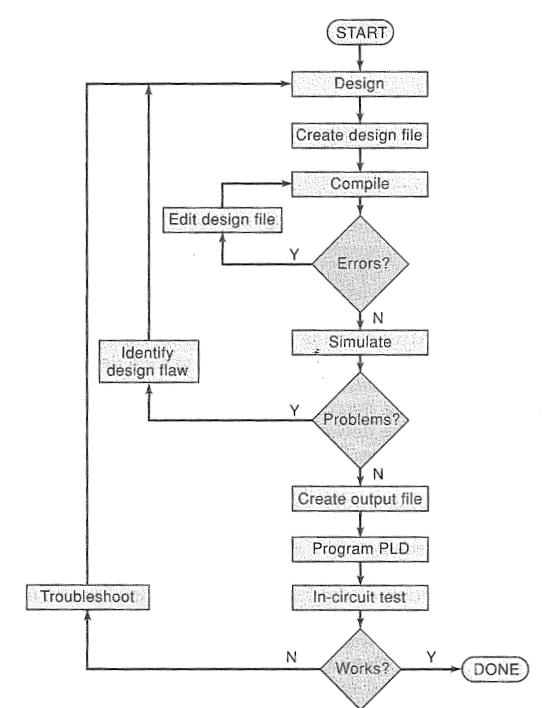 START
Design
Create design file
Compile
Edit design file
Y
Errors?
N
Simulate
Identify
design flaw
Y
Problems?
N
Create output file
Program PLD
Troubleshoot
In-circuit test
N
Works?
Y
DONE